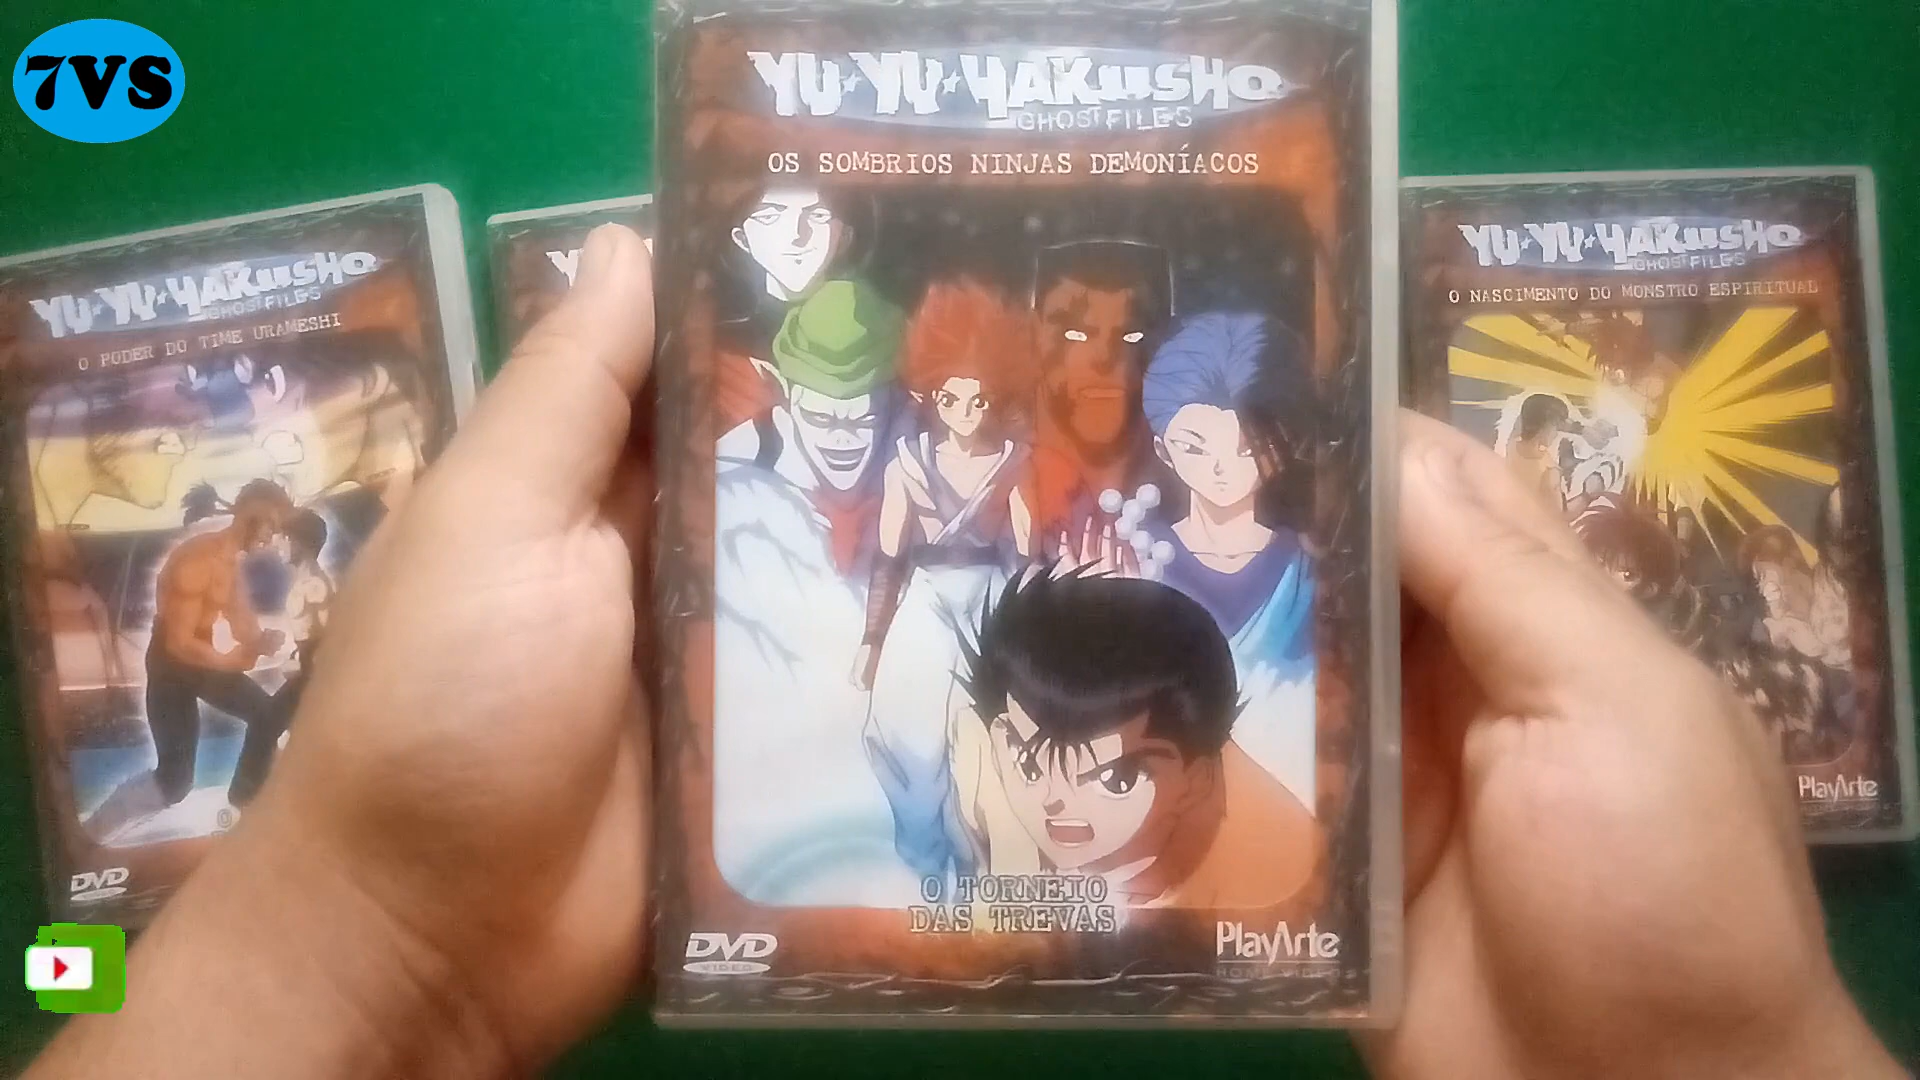 7VS
YU★YU★HAKUSHO
GHOST FILES
OS SOMBRIOS NINJAS DEMONÍACOS
O TORNEIO
DAS TREVAS
DVD
VIDEO
PlayArte
HOME VIDEO
YU★YU★HAKUSHO
GHOST FILES
O PODER DO TIME URAMESHI
O
DVD
YU
YU★YU★HAKUSHO
GHOST FILES
O NASCIMENTO DO MONSTRO ESPIRITUAL
PlayArte